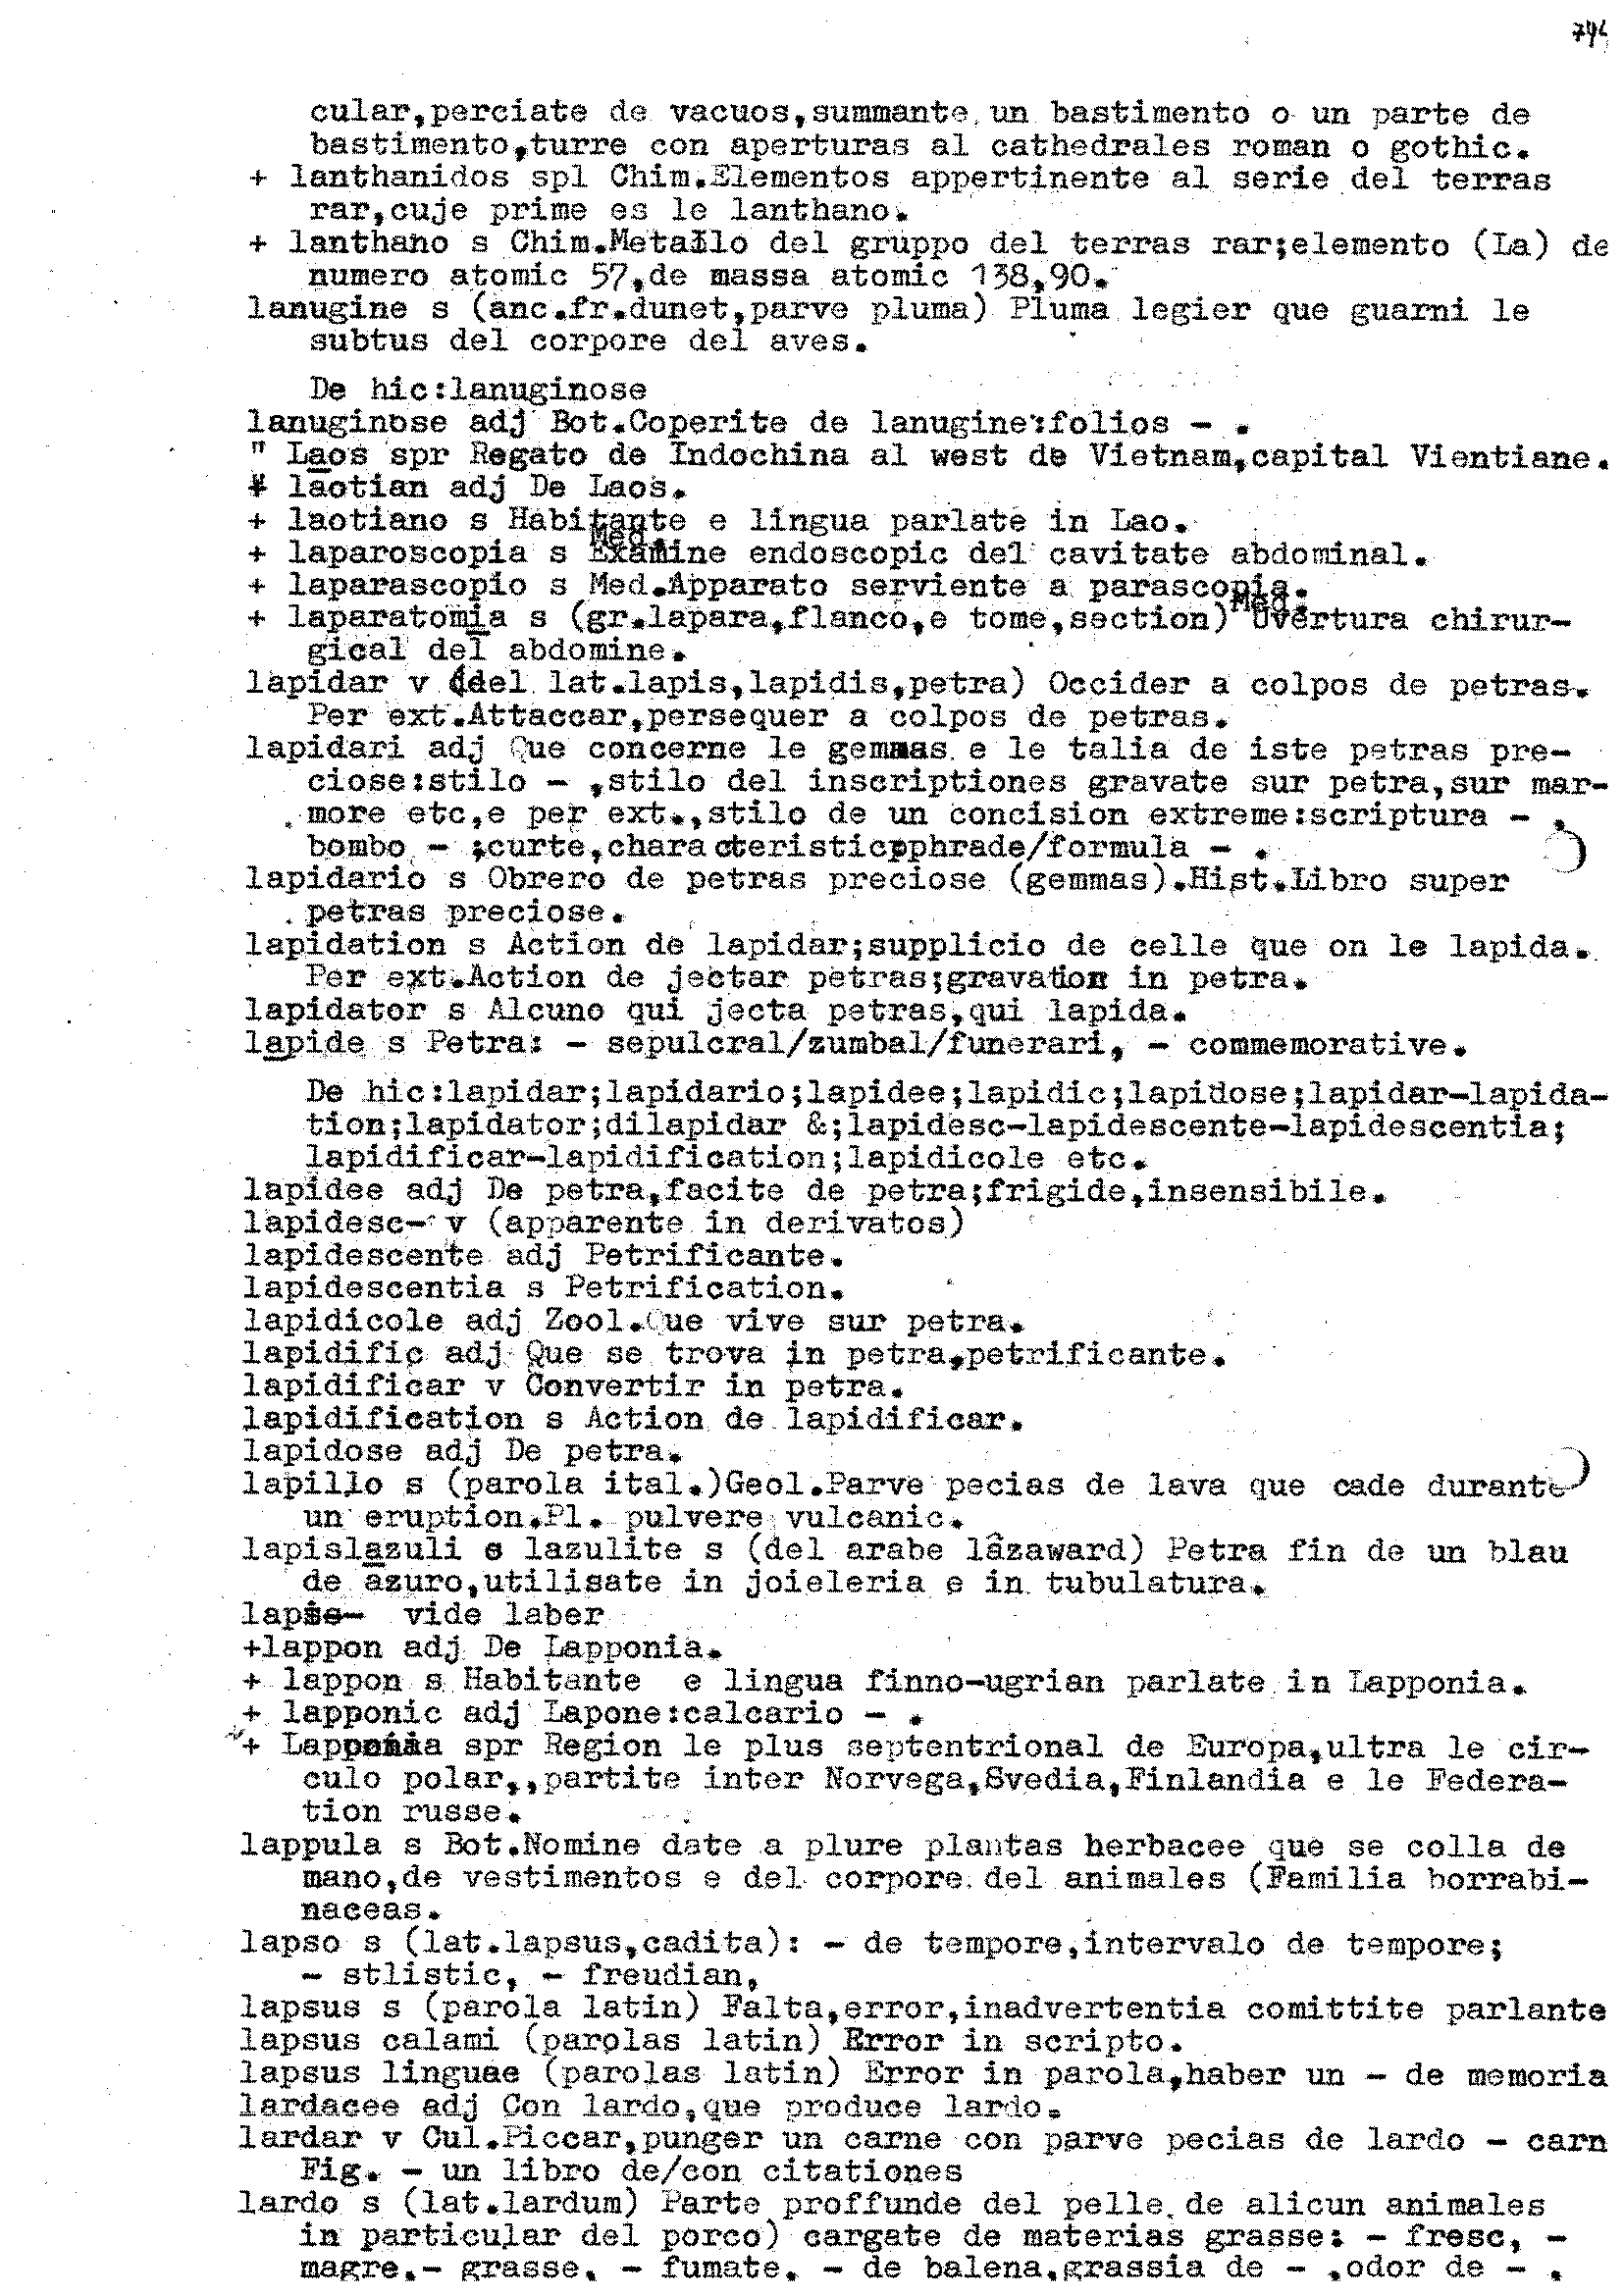 cular,perciate de vacuos,summante un bastimento o un parte de
bastimento,turre con aperturas al cathedrales roman o gothic.
+ lanthanidos spl Chim.Elementos appertinente al serie del terras
rar,cuje prime es le lanthano.
+ lanthano s Chim.Metallo del gruppo del terras rar;elemento (La) de
numero atomic 57,de massa atomic 138,90.
lanugine s (anc.fr.dunet,parve pluma) Pluma legier que guarni le
subtus del corpore del aves.
De hic:lanuginose
lanuginose adj Bot.Coperite de lanugine:folios - .
" Laos spr Regato de Indochina al west de Vietnam,capital Vientiane.
+ laotian adj De Laos.
+ laotiano s Habitante e lingua parlate in Lao.
+ laparoscopia s Med. Examine endoscopic del cavitate abdominal.
+ laparascopio s Med.Apparato serviente a parascopia.
+ laparatomia s (gr.lapara,flanco,e tome,section) Med. Overtura chirur-
gical del abdomine.
lapidar v (del lat.lapis,lapidis,petra) Occider a colpos de petras.
Per ext.Attaccar,persequer a colpos de petras.
lapidari adj Que concerne le gemmas e le talia de iste petras pre-
ciose:stilo - ,stilo del inscriptiones gravate sur petra,sur mar-
more etc,e per ext.,stilo de un concision extreme:scriptura - ,
bombo - ;curte,characteristicpphrade/formula - .
lapidario s Obrero de petras preciose (gemmas).Hist.Libro super
petras preciose.
lapidation s Action de lapidar;supplicio de celle que on le lapida.
Per ext.Action de jectar petras;gravation in petra.
lapidator s Alcuno qui jecta petras,qui lapida.
lapide s Petra: - sepulcral/zumbal/funerari, - commemorative.
De hic:lapidar;lapidario;lapidee;lapidic;lapidose;lapidar-lapida-
tion;lapidator;dilapidar &;lapidesc-lapidescente-lapidescentia;
lapidificar-lapidification;lapidicole etc.
lapidee adj De petra,facite de petra;frigide,insensibile.
lapidesc- v (apparente in derivatos)
lapidescente adj Petrificante.
lapidescentia s Petrification.
lapidicole adj Zool.Que vive sur petra.
lapidific adj Que se trova in petra,petrificante.
lapidificar v Convertir in petra.
lapidification s Action de lapidificar.
lapidose adj De petra.
lapillo s (parola ital.)Geol.Parve pecias de lava que cade durante
un eruption.Pl. pulvere vulcanic.
lapislazuli e lazulite s (del arabe lâzaward) Petra fin de un blau
de azuro,utilisate in joieleria e in tubulatura.
laps- vide laber
+lappon adj De Lapponia.
+ lappon s Habitante e lingua finno-ugrian parlate in Lapponia.
+ lapponic adj Lapone:calcario - .
+ Lapponia spr Region le plus septentrional de Europa,ultra le cir-
culo polar,,partite inter Norvega,Svedia,Finlandia e le Federa-
tion russe.
lappula s Bot.Nomine date a plure plantas herbacee que se colla de
mano,de vestimentos e del corpore del animales (Familia borrabi-
naceas.
lapso s (lat.lapsus,cadita): - de tempore,intervalo de tempore;
- stlistic, - freudian,
lapsus s (parola latin) Falta,error,inadvertentia comittite parlante
lapsus calami (parolas latin) Error in scripto.
lapsus linguae (parolas latin) Error in parola,haber un - de memoria
lardacee adj Con lardo,que produce lardo.
lardar v Cul.Piccar,punger un carne con parve pecias de lardo - carn
Fig. - un libro de/con citationes
lardo s (lat.lardum) Parte proffunde del pelle de alicun animales
in particular del porco) cargate de materias grasse: - fresc, -
magre,- grasse, - fumate, - de balena,grassia de - ,odor de - .